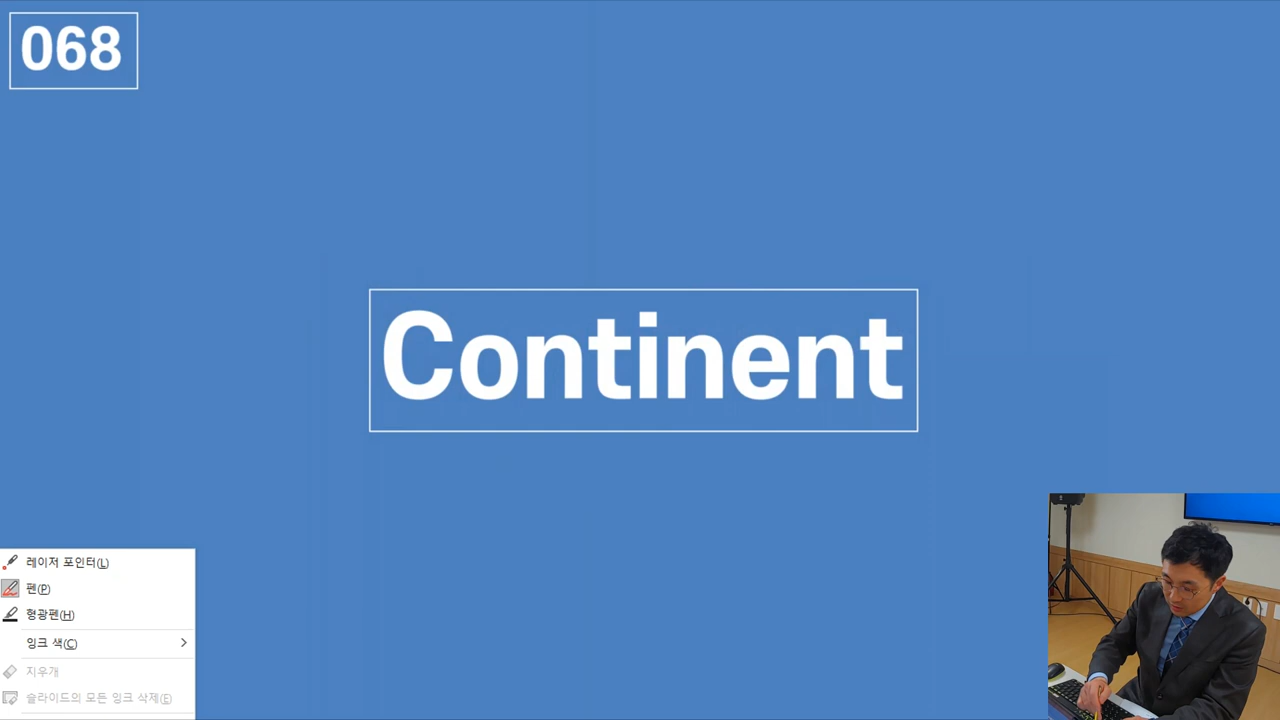 068
Continent
레이저 포인터(L)
펜(P)
형광펜(H)
잉크 색(C)
지우개
슬라이드의 모든 잉크 삭제(E)